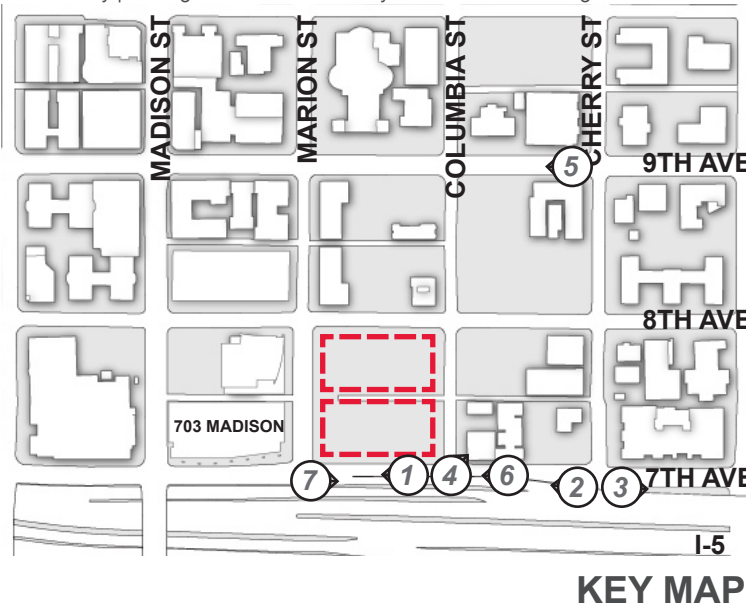 MADISON ST
MARION ST
COLUMBIA ST
CHERRY ST
5
9TH AVE
8TH AVE
703 MADISON
7
1
4
6
2
3
7TH AVE
I-5
KEY MAP